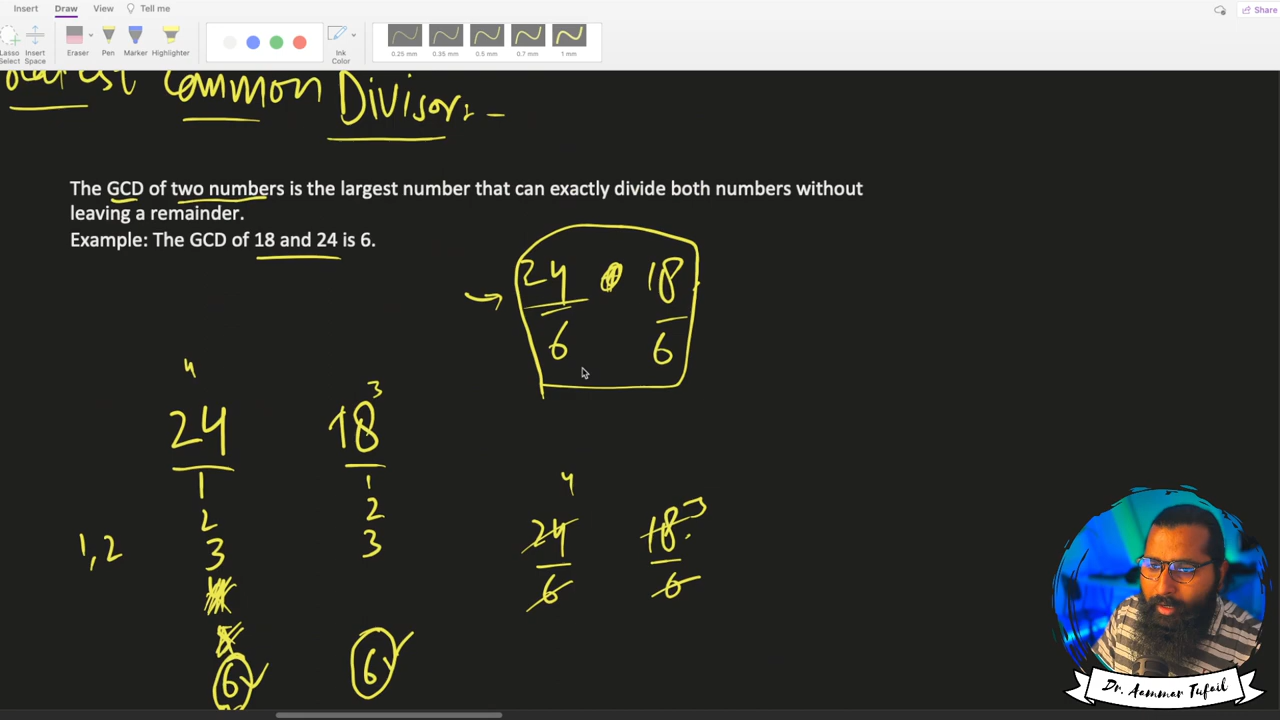 Insert Draw View Tell me
Share
Lasso Select
Insert Space
Eraser
Pen
Marker
Highlighter
Ink Color
0.25 mm
0.35 mm
0.5 mm
0.7 mm
1 mm
Common Divisor:-
The GCD of two numbers is the largest number that can exactly divide both numbers without
leaving a remainder.
Example: The GCD of 18 and 24 is 6.
24 18
6 6
4 3
24 18
1 1
2 2
1,2 3 3
6 6
4 3
24 18
6 6
Dr. Aammar Tufail